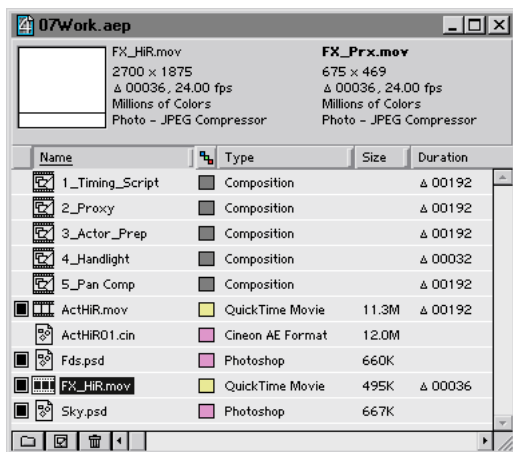 07Work.aep
FX_HiR.mov FX_Prx.mov
2700 x 1875 675 x 469
Δ 00036, 24.00 fps Δ 00036, 24.00 fps
Millions of Colors Millions of Colors
Photo - JPEG Compressor Photo - JPEG Compressor
Name Type Size Duration
1_Timing_Script Composition Δ 00192
2_Proxy Composition Δ 00192
3_Actor_Prep Composition Δ 00192
4_Handlight Composition Δ 00032
5_Pan Comp Composition Δ 00192
ActHiR.mov QuickTime Movie 11.3M Δ 00192
ActHiR01.cin Cineon AE Format 12.0M
Fds.psd Photoshop 660K
FX_HiR.mov QuickTime Movie 495K Δ 00036
Sky.psd Photoshop 667K